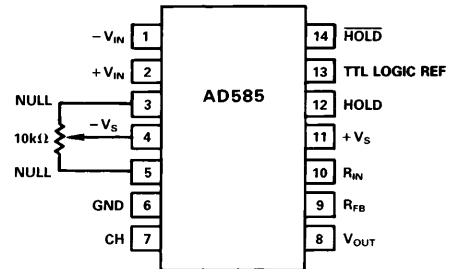 − V_IN 1
+ V_IN 2
NULL 3
10kΩ − V_S 4
NULL 5
GND 6
CH 7
AD585
14 H̅O̅L̅D̅
13 TTL LOGIC REF
12 HOLD
11 + V_S
10 R_IN
9 R_FB
8 V_OUT